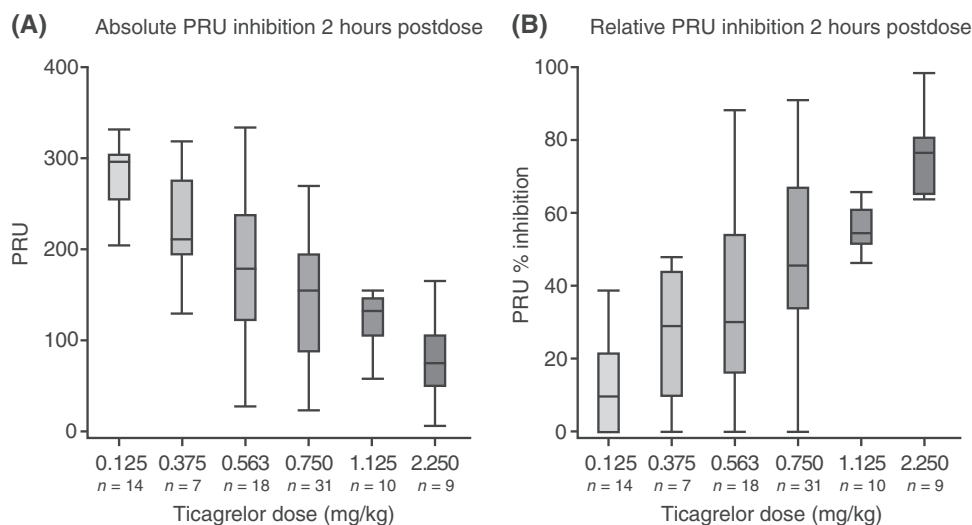 (A) Absolute PRU inhibition 2 hours postdose
400
300
200
100
0
PRU
0.125 0.375 0.563 0.750 1.125 2.250
n = 14 n = 7 n = 18 n = 31 n = 10 n = 9
Ticagrelor dose (mg/kg)
(B) Relative PRU inhibition 2 hours postdose
100
80
60
40
20
0
PRU % inhibition
0.125 0.375 0.563 0.750 1.125 2.250
n = 14 n = 7 n = 18 n = 31 n = 10 n = 9
Ticagrelor dose (mg/kg)